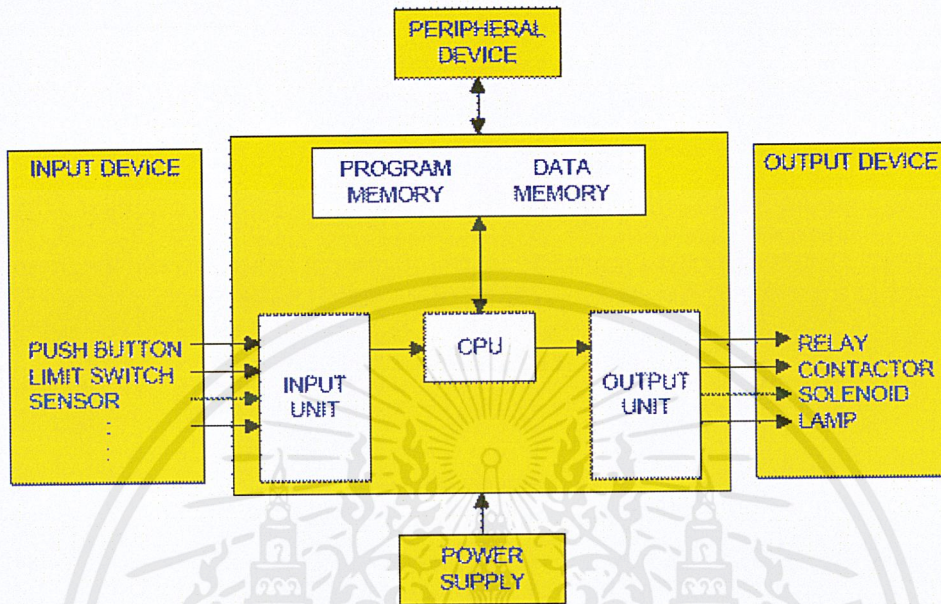 PERIPHERAL
DEVICE
INPUT DEVICE
PUSH BUTTON
LIMIT SWITCH
SENSOR
PROGRAM
MEMORY
DATA
MEMORY
INPUT
UNIT
CPU
OUTPUT
UNIT
OUTPUT DEVICE
RELAY
CONTACTOR
SOLENOID
LAMP
POWER
SUPPLY